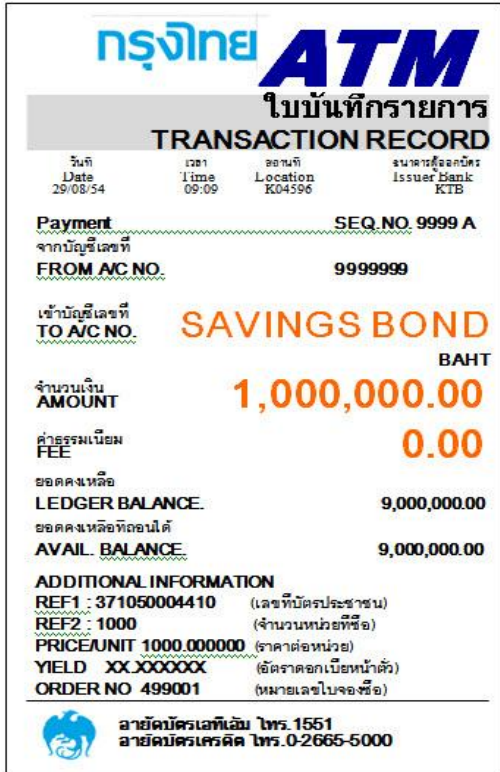 กรุงไทย ATM
ใบบันทึกรายการ
TRANSACTION RECORD
วันที่ เวลา สถานที่ ธนาคารผู้ออกบัตร
Date Time Location Issuer Bank
29/08/54 09:09 K04596 KTB
Payment SEQ.NO. 9999 A
จากบัญชีเลขที่
FROM A/C NO. 9999999
เข้าบัญชีเลขที่
TO A/C NO. SAVINGS BOND
BAHT
จำนวนเงิน
AMOUNT 1,000,000.00
ค่าธรรมเนียม
FEE 0.00
ยอดคงเหลือ
LEDGER BALANCE. 9,000,000.00
ยอดคงเหลือที่ถอนได้
AVAIL. BALANCE. 9,000,000.00
ADDITIONAL INFORMATION
REF1 : 371050004410 (เลขที่บัตรประชาชน)
REF2 : 1000 (จำนวนหน่วยที่ซื้อ)
PRICE/UNIT 1000.000000 (ราคาต่อหน่วย)
YIELD XX.XXXXXX (อัตราดอกเบี้ยหน้าตั๋ว)
ORDER NO 499001 (หมายเลขใบจองซื้อ)
อายัดบัตรเอทีเอ็ม โทร.1551
อายัดบัตรเครดิต โทร.0-2665-5000